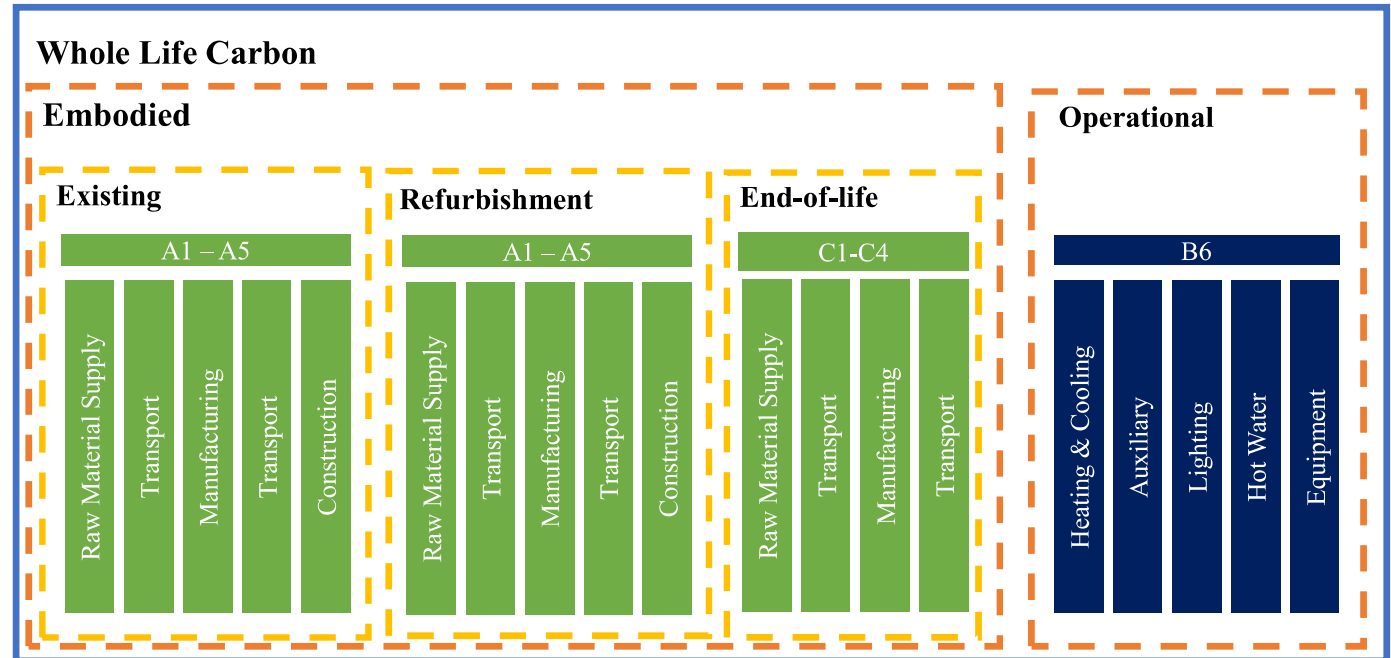 Whole Life Carbon
Embodied
Existing
A1 – A5
Raw Material Supply
Transport
Manufacturing
Transport
Construction
Refurbishment
A1 – A5
Raw Material Supply
Transport
Manufacturing
Transport
Construction
End-of-life
C1-C4
Raw Material Supply
Transport
Manufacturing
Transport
Operational
B6
Heating & Cooling
Auxiliary
Lighting
Hot Water
Equipment